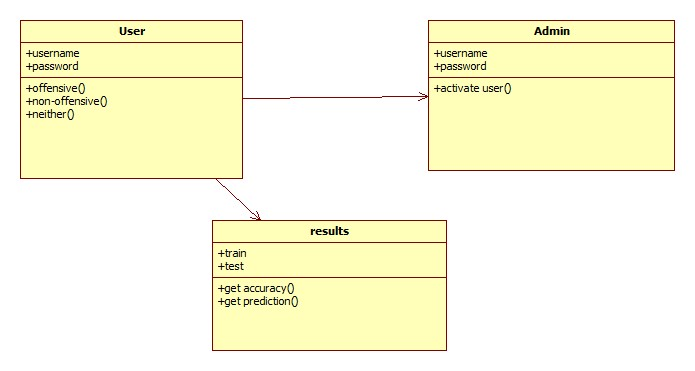 User
+username
+password
+offensive()
+non-offensive()
+neither()
Admin
+username
+password
+activate user()
results
+train
+test
+get accuracy()
+get prediction()